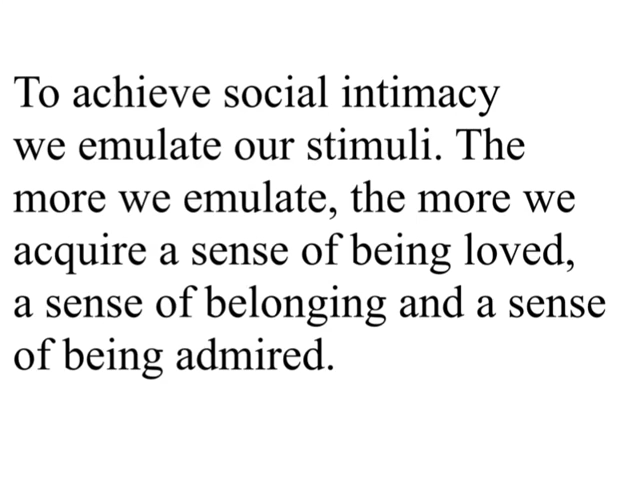 To achieve social intimacy
we emulate our stimuli. The
more we emulate, the more we
acquire a sense of being loved,
a sense of belonging and a sense
of being admired.